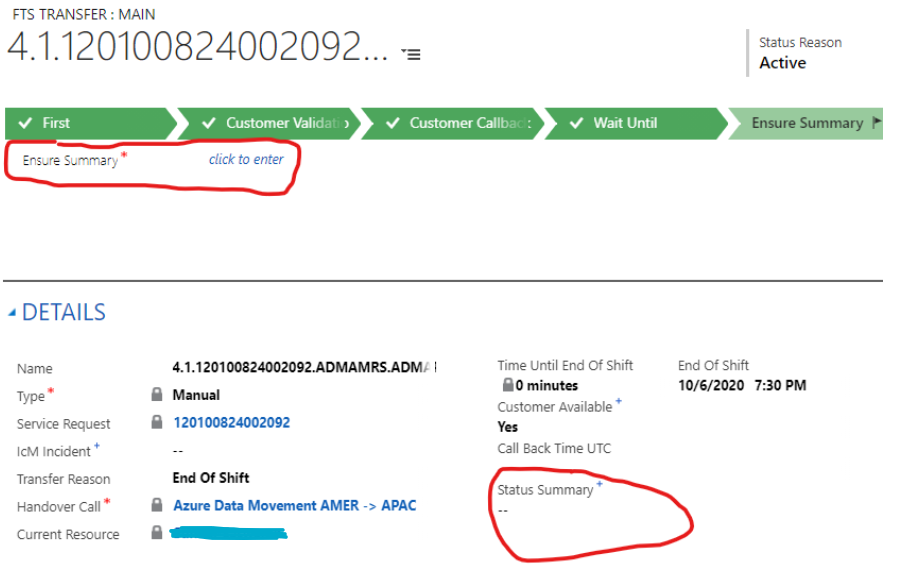 FTS TRANSFER : MAIN
4.1.120100824002092...
Status Reason
Active
First
Customer Validati
Customer Callbac
Wait Until
Ensure Summary
Ensure Summary *
click to enter
DETAILS
Name 4.1.120100824002092.ADMAMRS.ADMA
Type * Manual
Service Request 120100824002092
IcM Incident + --
Transfer Reason End Of Shift
Handover Call * Azure Data Movement AMER -> APAC
Current Resource
Time Until End Of Shift
0 minutes
Customer Available +
Yes
Call Back Time UTC
Status Summary +
--
End Of Shift
10/6/2020 7:30 PM